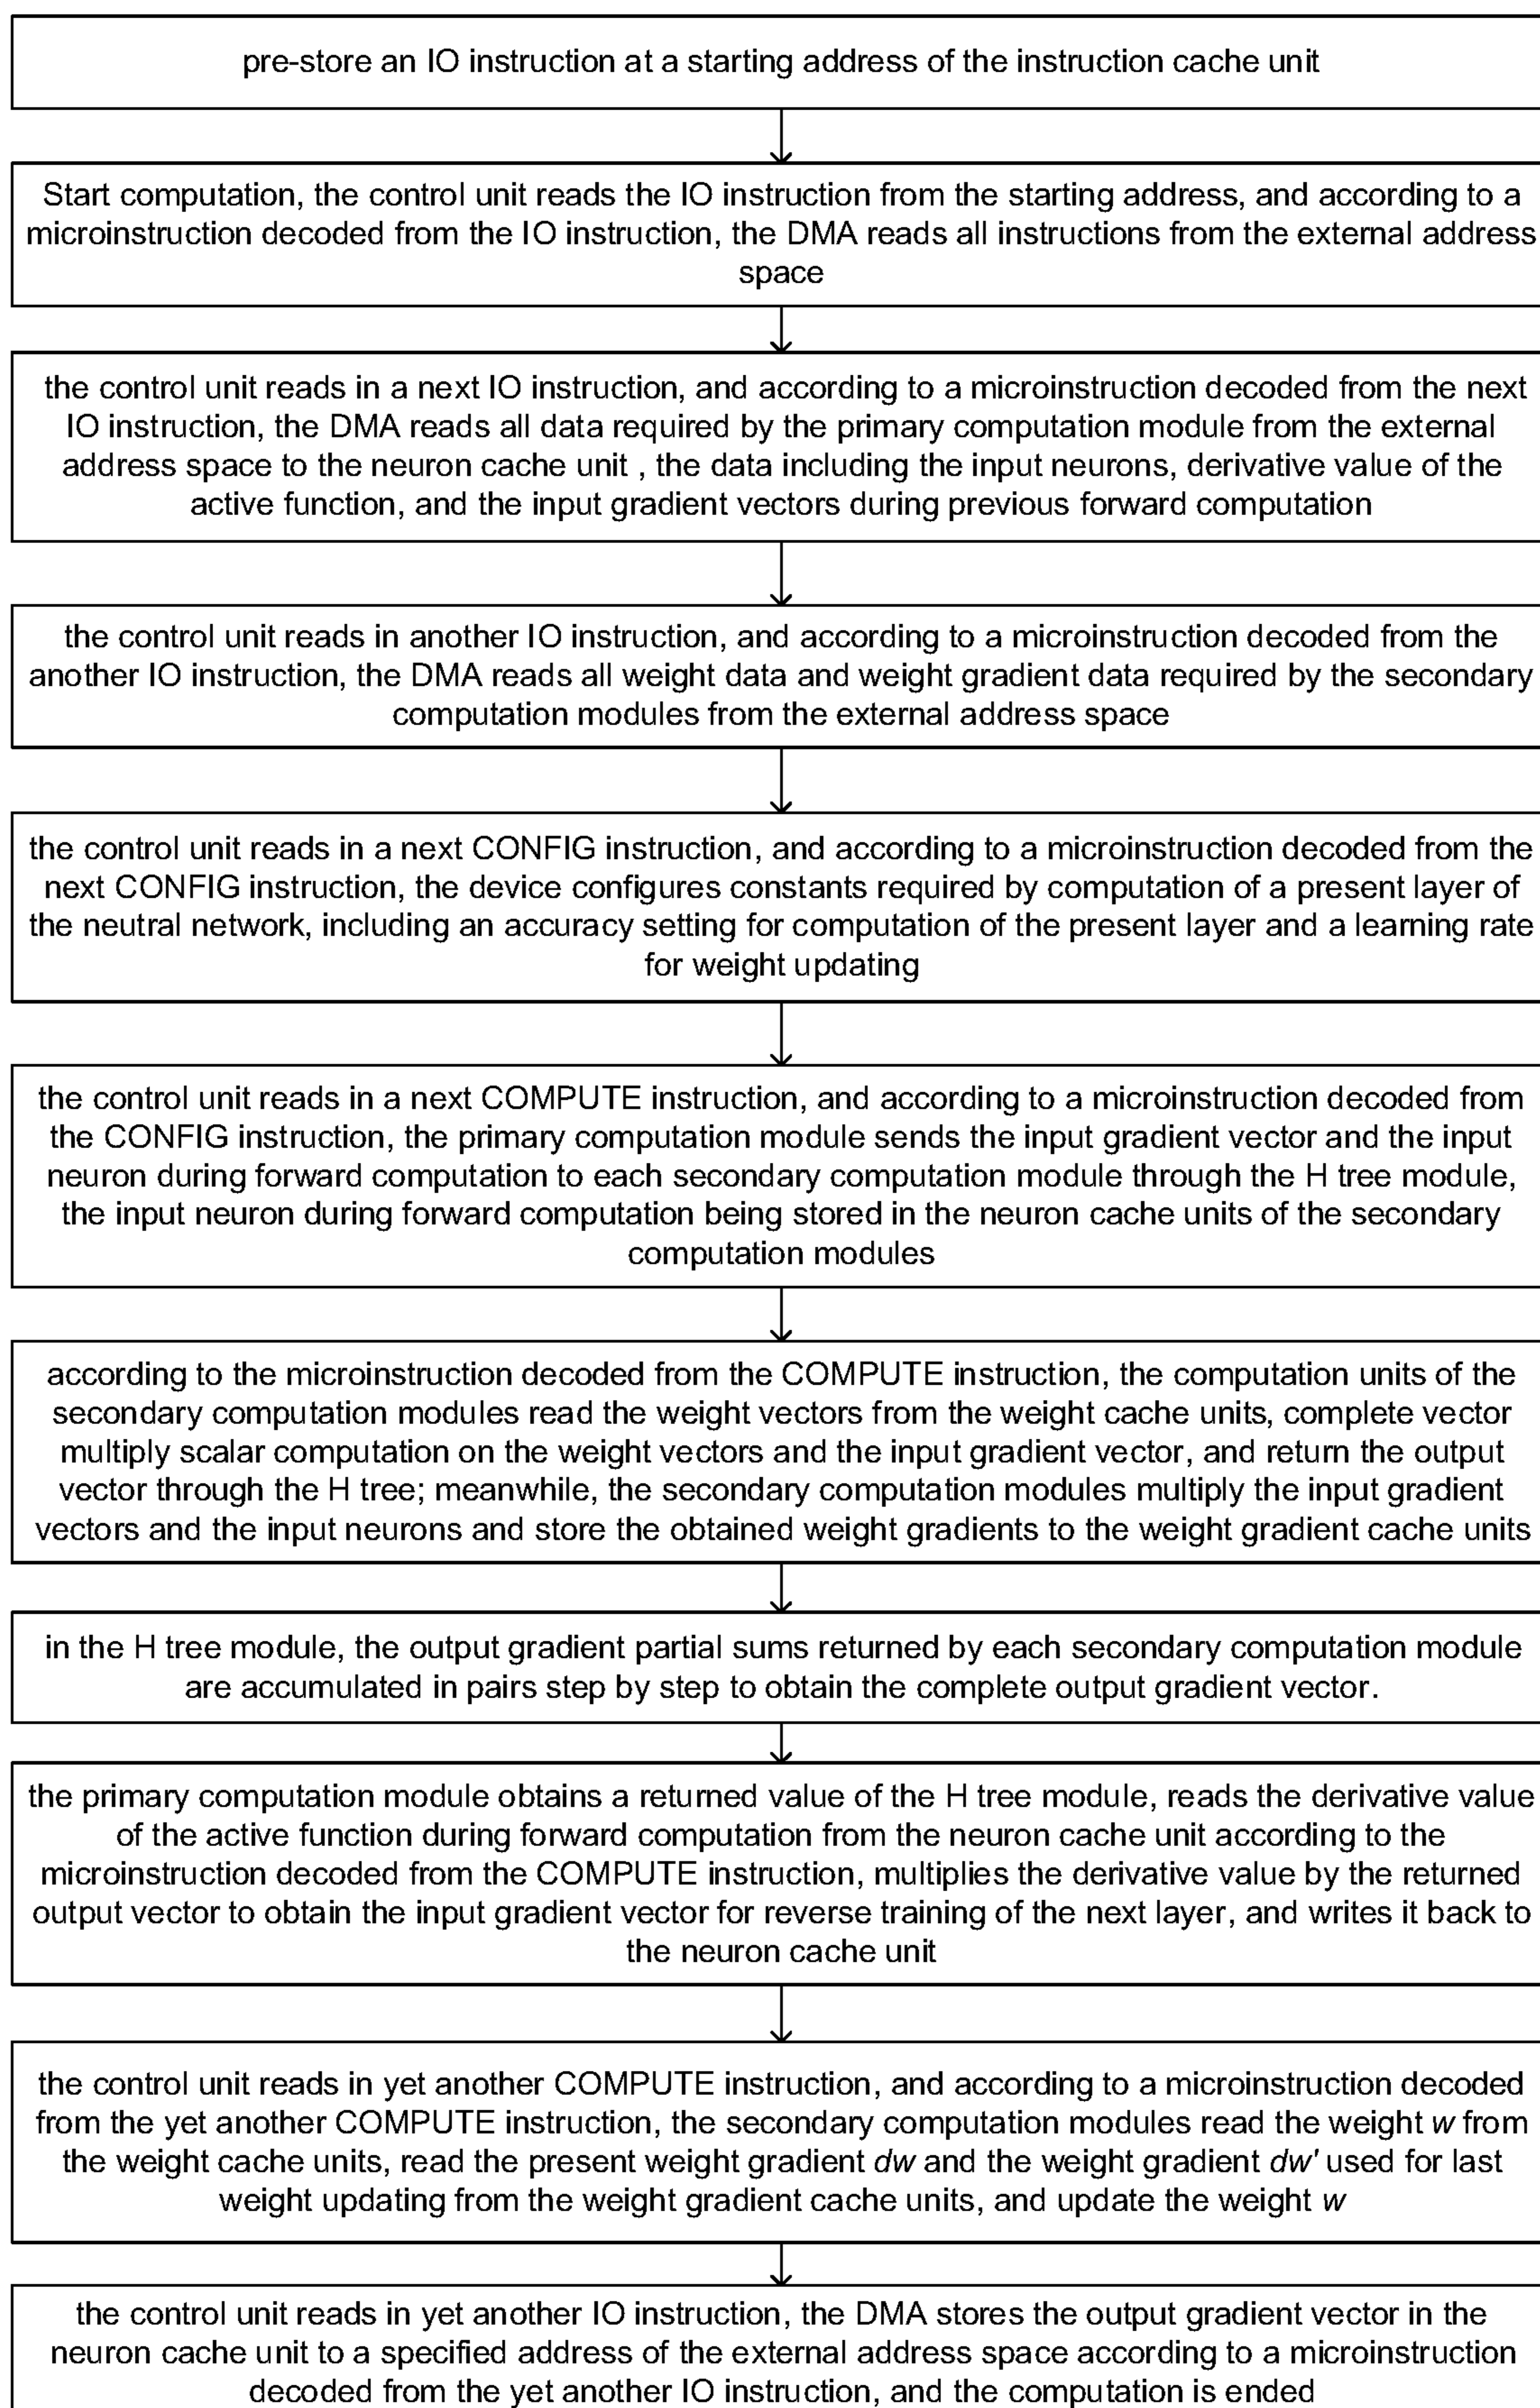 pre-store an IO instruction at a starting address of the instruction cache unit
Start computation, the control unit reads the IO instruction from the starting address, and according to a
microinstruction decoded from the IO instruction, the DMA reads all instructions from the external address
space
the control unit reads in a next IO instruction, and according to a microinstruction decoded from the next
IO instruction, the DMA reads all data required by the primary computation module from the external
address space to the neuron cache unit , the data including the input neurons, derivative value of the
active function, and the input gradient vectors during previous forward computation
the control unit reads in another IO instruction, and according to a microinstruction decoded from the
another IO instruction, the DMA reads all weight data and weight gradient data required by the secondary
computation modules from the external address space
the control unit reads in a next CONFIG instruction, and according to a microinstruction decoded from the
next CONFIG instruction, the device configures constants required by computation of a present layer of
the neutral network, including an accuracy setting for computation of the present layer and a learning rate
for weight updating
the control unit reads in a next COMPUTE instruction, and according to a microinstruction decoded from
the CONFIG instruction, the primary computation module sends the input gradient vector and the input
neuron during forward computation to each secondary computation module through the H tree module,
the input neuron during forward computation being stored in the neuron cache units of the secondary
computation modules
according to the microinstruction decoded from the COMPUTE instruction, the computation units of the
secondary computation modules read the weight vectors from the weight cache units, complete vector
multiply scalar computation on the weight vectors and the input gradient vector, and return the output
vector through the H tree; meanwhile, the secondary computation modules multiply the input gradient
vectors and the input neurons and store the obtained weight gradients to the weight gradient cache units
in the H tree module, the output gradient partial sums returned by each secondary computation module
are accumulated in pairs step by step to obtain the complete output gradient vector.
the primary computation module obtains a returned value of the H tree module, reads the derivative value
of the active function during forward computation from the neuron cache unit according to the
microinstruction decoded from the COMPUTE instruction, multiplies the derivative value by the returned
output vector to obtain the input gradient vector for reverse training of the next layer, and writes it back to
the neuron cache unit
the control unit reads in yet another COMPUTE instruction, and according to a microinstruction decoded
from the yet another COMPUTE instruction, the secondary computation modules read the weight w from
the weight cache units, read the present weight gradient dw and the weight gradient dw' used for last
weight updating from the weight gradient cache units, and update the weight w
the control unit reads in yet another IO instruction, the DMA stores the output gradient vector in the
neuron cache unit to a specified address of the external address space according to a microinstruction
decoded from the yet another IO instruction, and the computation is ended